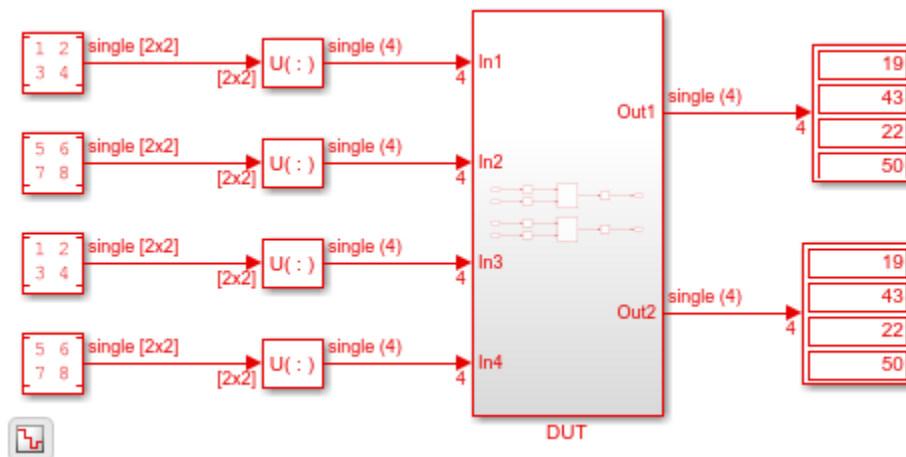 1 2
3 4
single [2x2]
[2x2]
U( : )
single (4)
4
In1
5 6
7 8
single [2x2]
[2x2]
U( : )
single (4)
4
In2
1 2
3 4
single [2x2]
[2x2]
U( : )
single (4)
4
In3
5 6
7 8
single [2x2]
[2x2]
U( : )
single (4)
4
In4
Out1
single (4)
4
19
43
22
50
Out2
single (4)
4
19
43
22
50
DUT